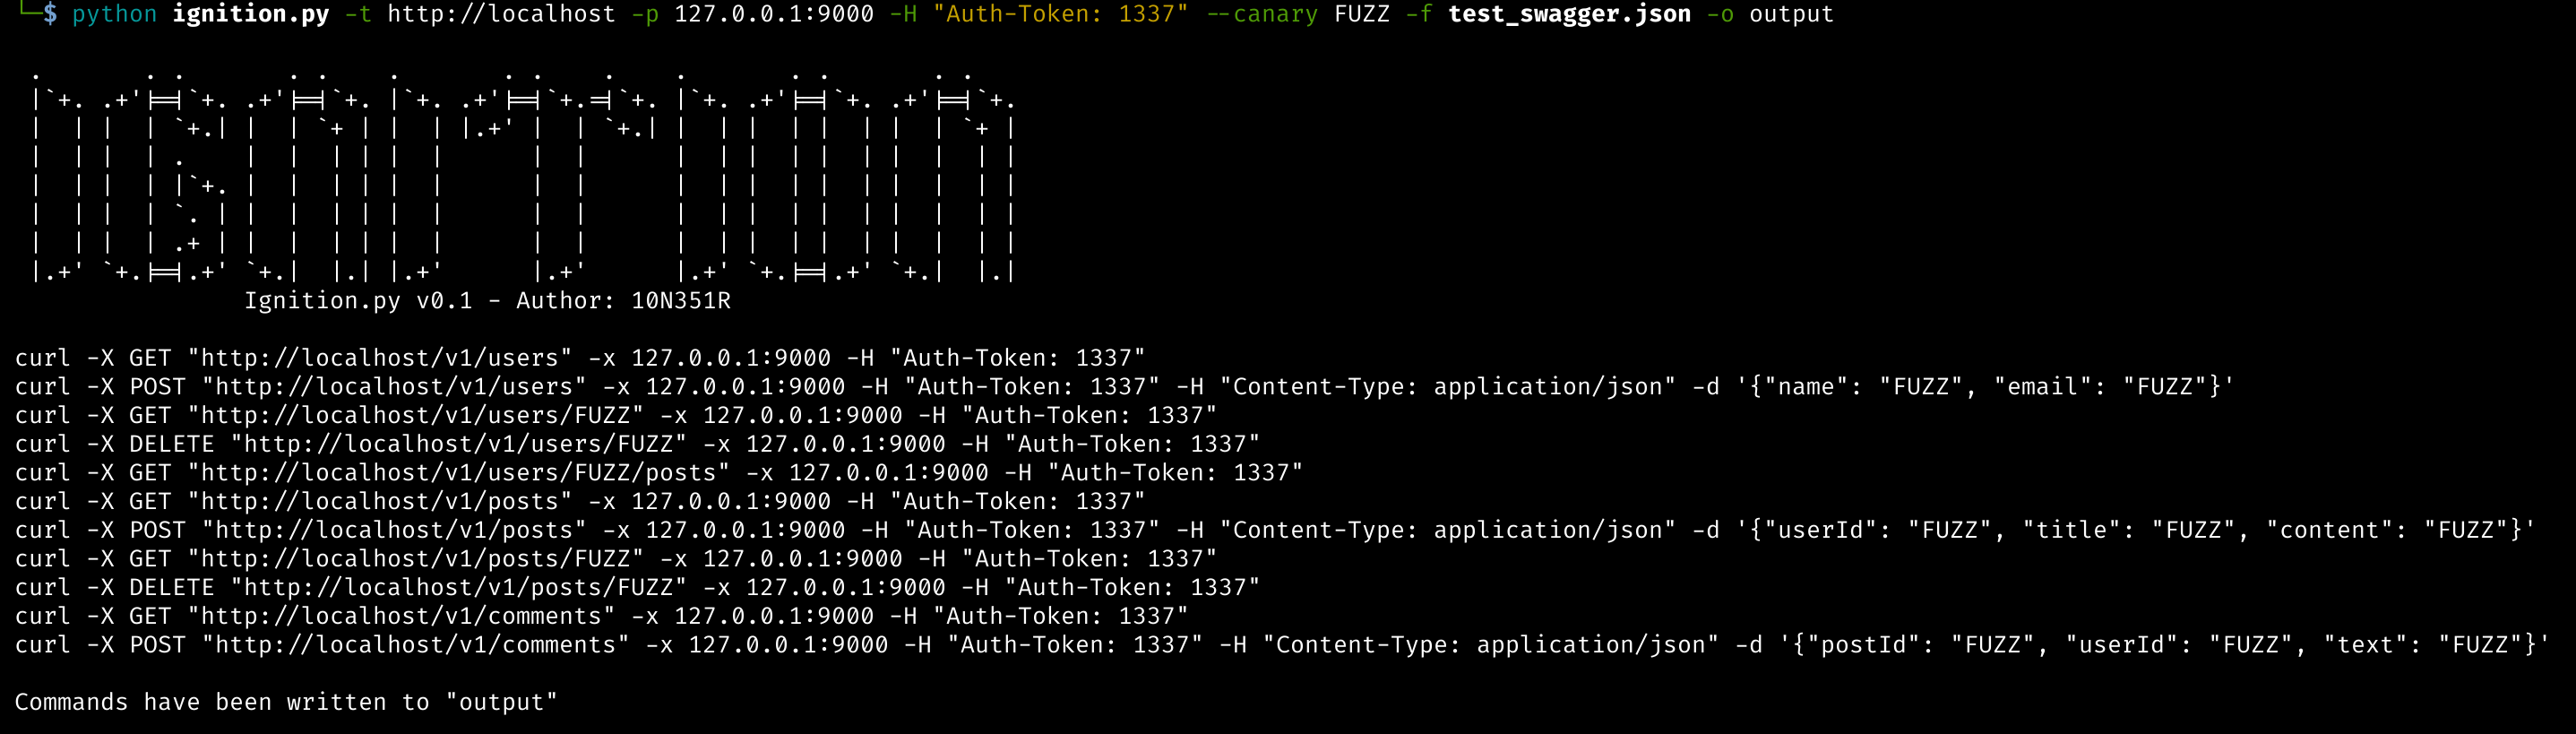 └─$ python ignition.py -t http://localhost -p 127.0.0.1:9000 -H "Auth-Token: 1337" --canary FUZZ -f test_swagger.json -o output
Ignition.py v0.1 - Author: 10N351R
curl -X GET "http://localhost/v1/users" -x 127.0.0.1:9000 -H "Auth-Token: 1337"
curl -X POST "http://localhost/v1/users" -x 127.0.0.1:9000 -H "Auth-Token: 1337" -H "Content-Type: application/json" -d '{"name": "FUZZ", "email": "FUZZ"}'
curl -X GET "http://localhost/v1/users/FUZZ" -x 127.0.0.1:9000 -H "Auth-Token: 1337"
curl -X DELETE "http://localhost/v1/users/FUZZ" -x 127.0.0.1:9000 -H "Auth-Token: 1337"
curl -X GET "http://localhost/v1/users/FUZZ/posts" -x 127.0.0.1:9000 -H "Auth-Token: 1337"
curl -X GET "http://localhost/v1/posts" -x 127.0.0.1:9000 -H "Auth-Token: 1337"
curl -X POST "http://localhost/v1/posts" -x 127.0.0.1:9000 -H "Auth-Token: 1337" -H "Content-Type: application/json" -d '{"userId": "FUZZ", "title": "FUZZ", "content": "FUZZ"}'
curl -X GET "http://localhost/v1/posts/FUZZ" -x 127.0.0.1:9000 -H "Auth-Token: 1337"
curl -X DELETE "http://localhost/v1/posts/FUZZ" -x 127.0.0.1:9000 -H "Auth-Token: 1337"
curl -X GET "http://localhost/v1/comments" -x 127.0.0.1:9000 -H "Auth-Token: 1337"
curl -X POST "http://localhost/v1/comments" -x 127.0.0.1:9000 -H "Auth-Token: 1337" -H "Content-Type: application/json" -d '{"postId": "FUZZ", "userId": "FUZZ", "text": "FUZZ"}'
Commands have been written to "output"